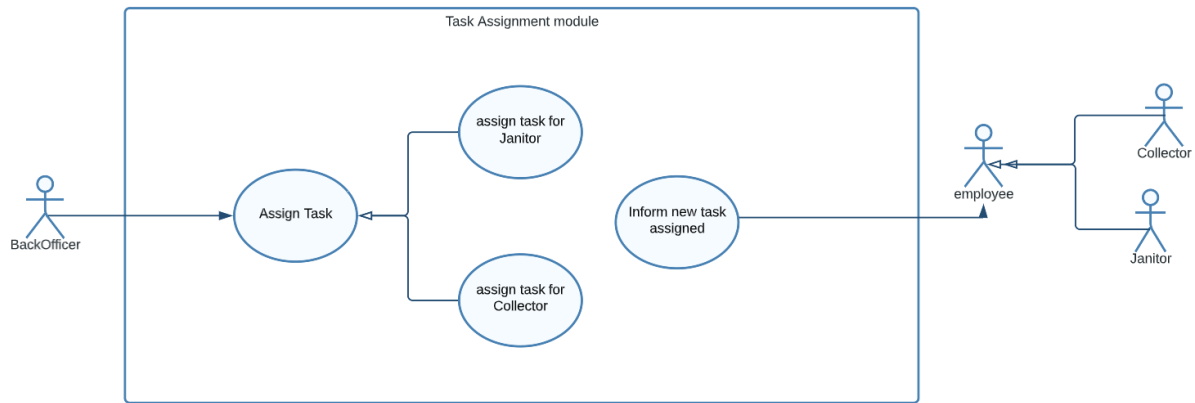 Task Assignment module
assign task for
Janitor
Collector
employee
Assign Task
Inform new task
assigned
BackOfficer
Janitor
assign task for
Collector